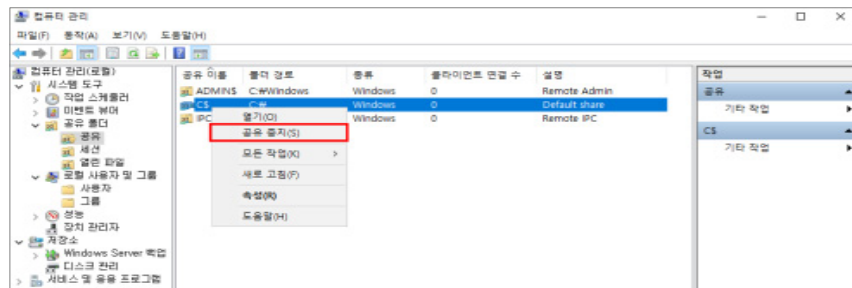 컴퓨터 관리
파일(F) 동작(A) 보기(V) 도움말(H)
컴퓨터 관리(로컬)
시스템 도구
작업 스케줄러
이벤트 뷰어
공유 폴더
공유
세션
열린 파일
로컬 사용자 및 그룹
사용자
그룹
성능
장치 관리자
저장소
Windows Server 백업
디스크 관리
서비스 및 응용 프로그램
공유 이름 폴더 경로 종류 클라이언트 연결 수 설명
ADMIN$ C:₩Windows Windows 0 Remote Admin
C$ C:₩ Windows 0 Default share
IPC Windows 0 Remote IPC
열기(O)
공유 중지(S)
모든 작업(K)
새로 고침(F)
속성(R)
도움말(H)
작업
공유
기타 작업
C$
기타 작업